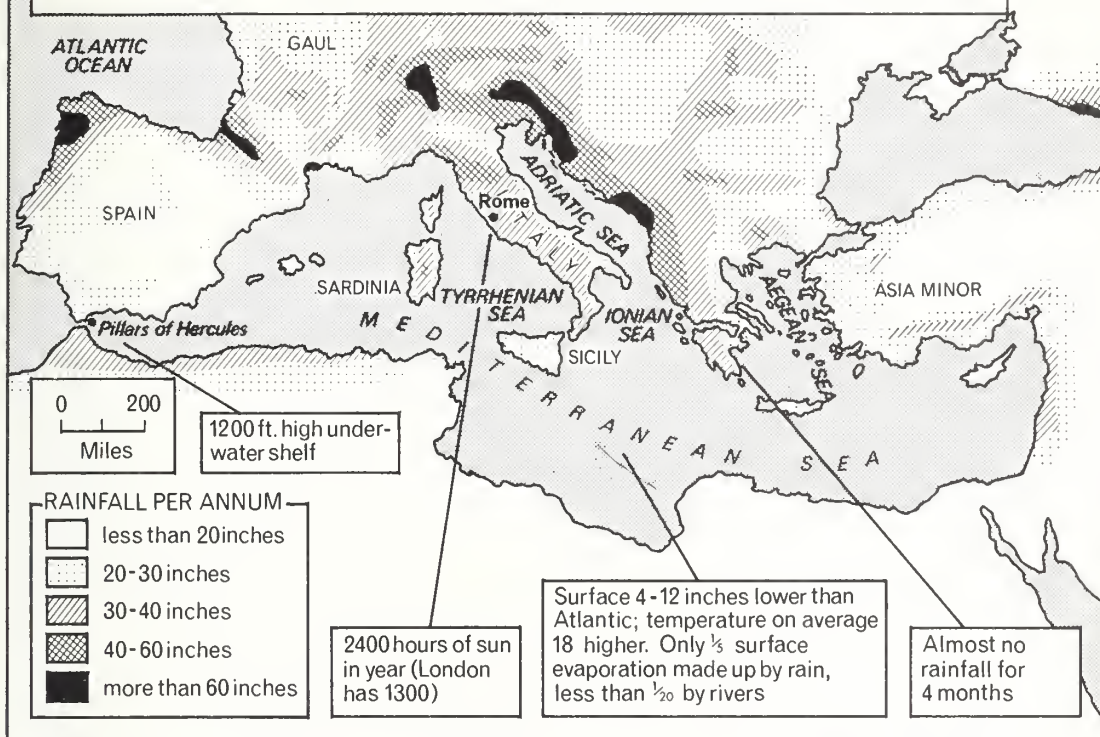 ATLANTIC
OCEAN
GAUL
SPAIN
Rome
ITALY
ADRIATIC SEA
SARDINIA
TYRRHENIAN
SEA
IONIAN
SEA
SICILY
AEGEAN SEA
ASIA MINOR
Pillars of Hercules
MEDITERRANEAN SEA
0 200
Miles
1200 ft. high under-
water shelf
RAINFALL PER ANNUM
less than 20 inches
20-30 inches
30-40 inches
40-60 inches
more than 60 inches
2400 hours of sun
in year (London
has 1300)
Surface 4-12 inches lower than
Atlantic; temperature on average
18 higher. Only ⅕ surface
evaporation made up by rain,
less than ½0 by rivers
Almost no
rainfall for
4 months